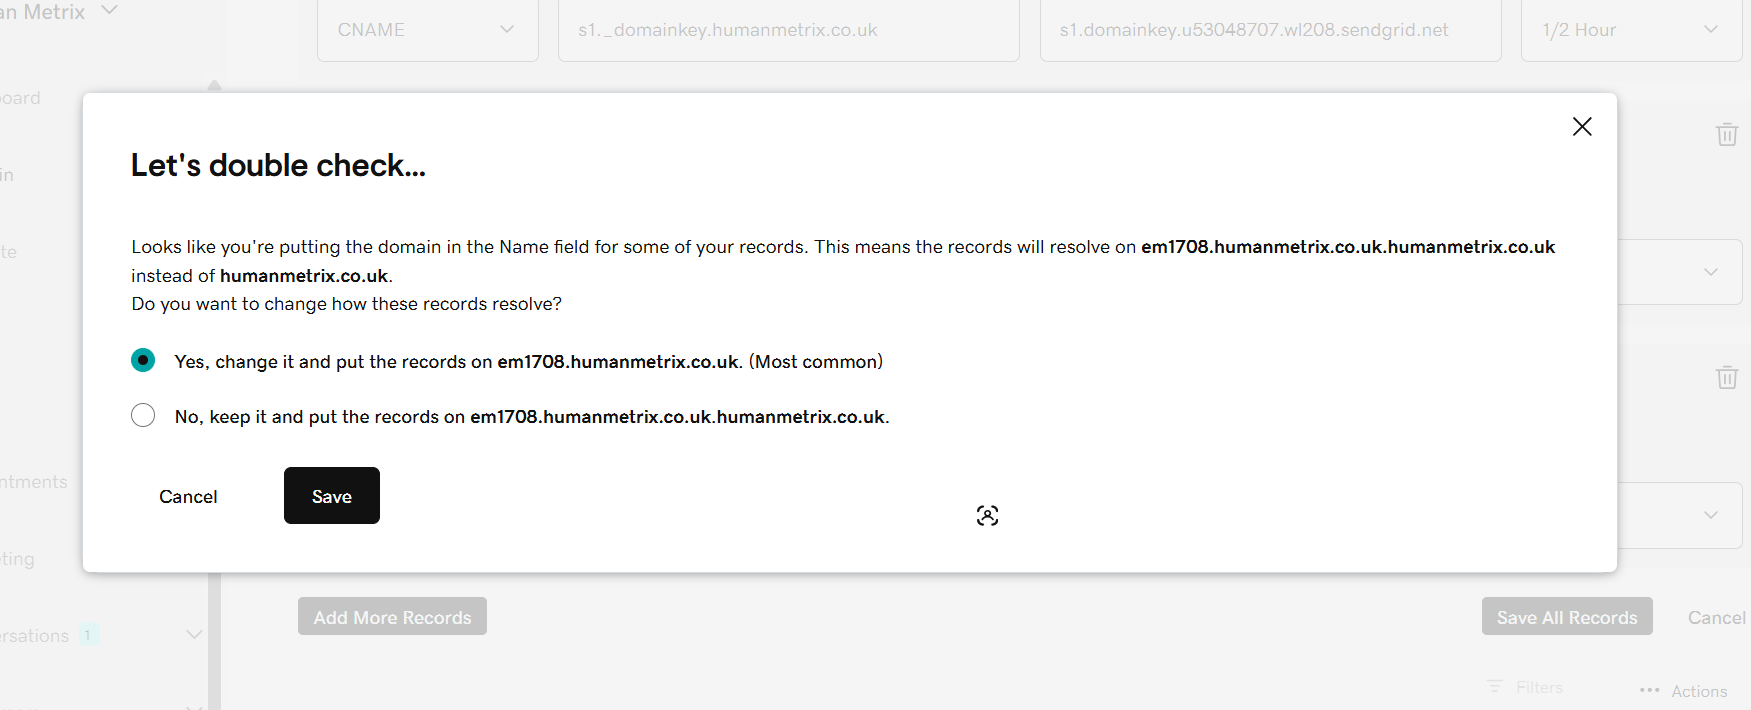 an Metrix
CNAME
s1._domainkey.humanmetrix.co.uk
s1.domainkey.u53048707.wl208.sendgrid.net
1/2 Hour
oard
in
te
ntments
ting
rsations 1
Let's double check...
Looks like you're putting the domain in the Name field for some of your records. This means the records will resolve on em1708.humanmetrix.co.uk.humanmetrix.co.uk
instead of humanmetrix.co.uk.
Do you want to change how these records resolve?
Yes, change it and put the records on em1708.humanmetrix.co.uk. (Most common)
No, keep it and put the records on em1708.humanmetrix.co.uk.humanmetrix.co.uk.
Cancel
Save
Add More Records
Save All Records
Cancel
Filters
Actions